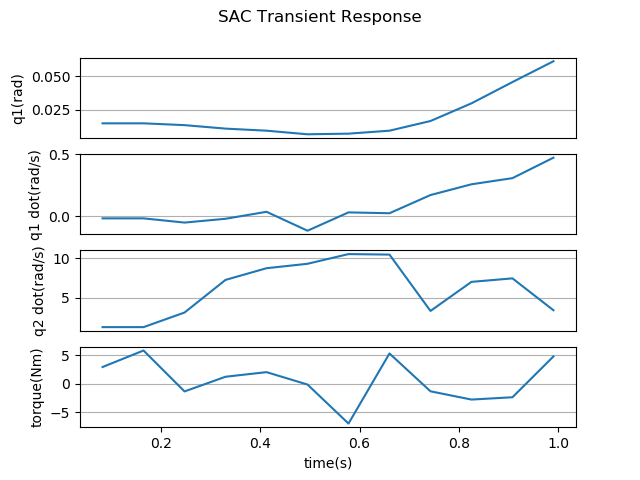 SAC Transient Response
q1(rad)
0.050
0.025
q1 dot(rad/s)
0.5
0.0
q2 dot(rad/s)
10
5
torque(Nm)
5
0
−5
0.2 0.4 0.6 0.8 1.0
time(s)